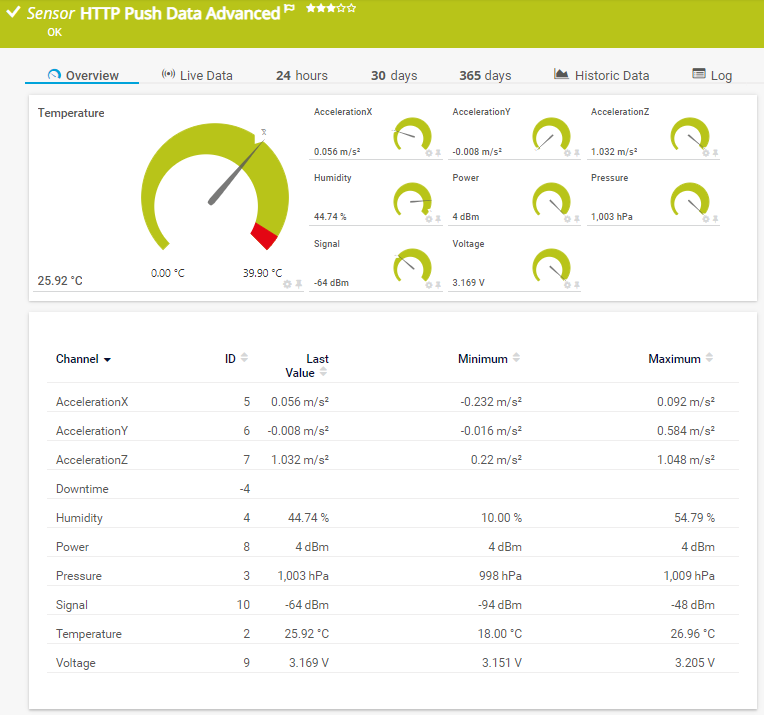 Sensor HTTP Push Data Advanced
OK
Overview Live Data 24 hours 30 days 365 days Historic Data Log
Temperature
25.92 °C
0.00 °C 39.90 °C
AccelerationX
0.056 m/s²
AccelerationY
-0.008 m/s²
AccelerationZ
1.032 m/s²
Humidity
44.74 %
Power
4 dBm
Pressure
1,003 hPa
Signal
-64 dBm
Voltage
3.169 V
Channel ID Last Value Minimum Maximum
AccelerationX 5 0.056 m/s² -0.232 m/s² 0.092 m/s²
AccelerationY 6 -0.008 m/s² -0.016 m/s² 0.584 m/s²
AccelerationZ 7 1.032 m/s² 0.22 m/s² 1.048 m/s²
Downtime -4
Humidity 4 44.74 % 10.00 % 54.79 %
Power 8 4 dBm 4 dBm 4 dBm
Pressure 3 1,003 hPa 998 hPa 1,009 hPa
Signal 10 -64 dBm -94 dBm -48 dBm
Temperature 2 25.92 °C 18.00 °C 26.96 °C
Voltage 9 3.169 V 3.151 V 3.205 V